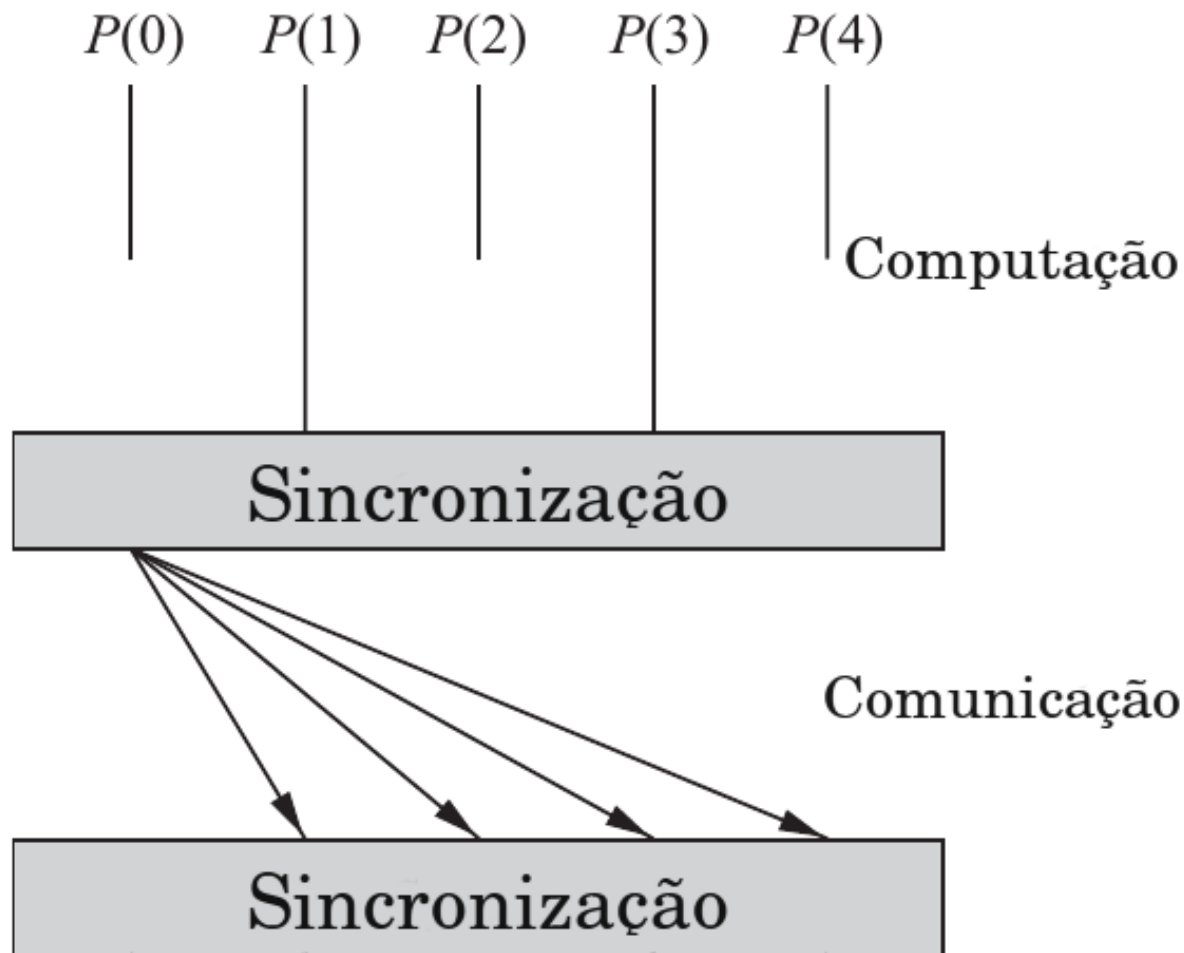 P(0) P(1) P(2) P(3) P(4)
Computação
Sincronização
Comunicação
Sincronização